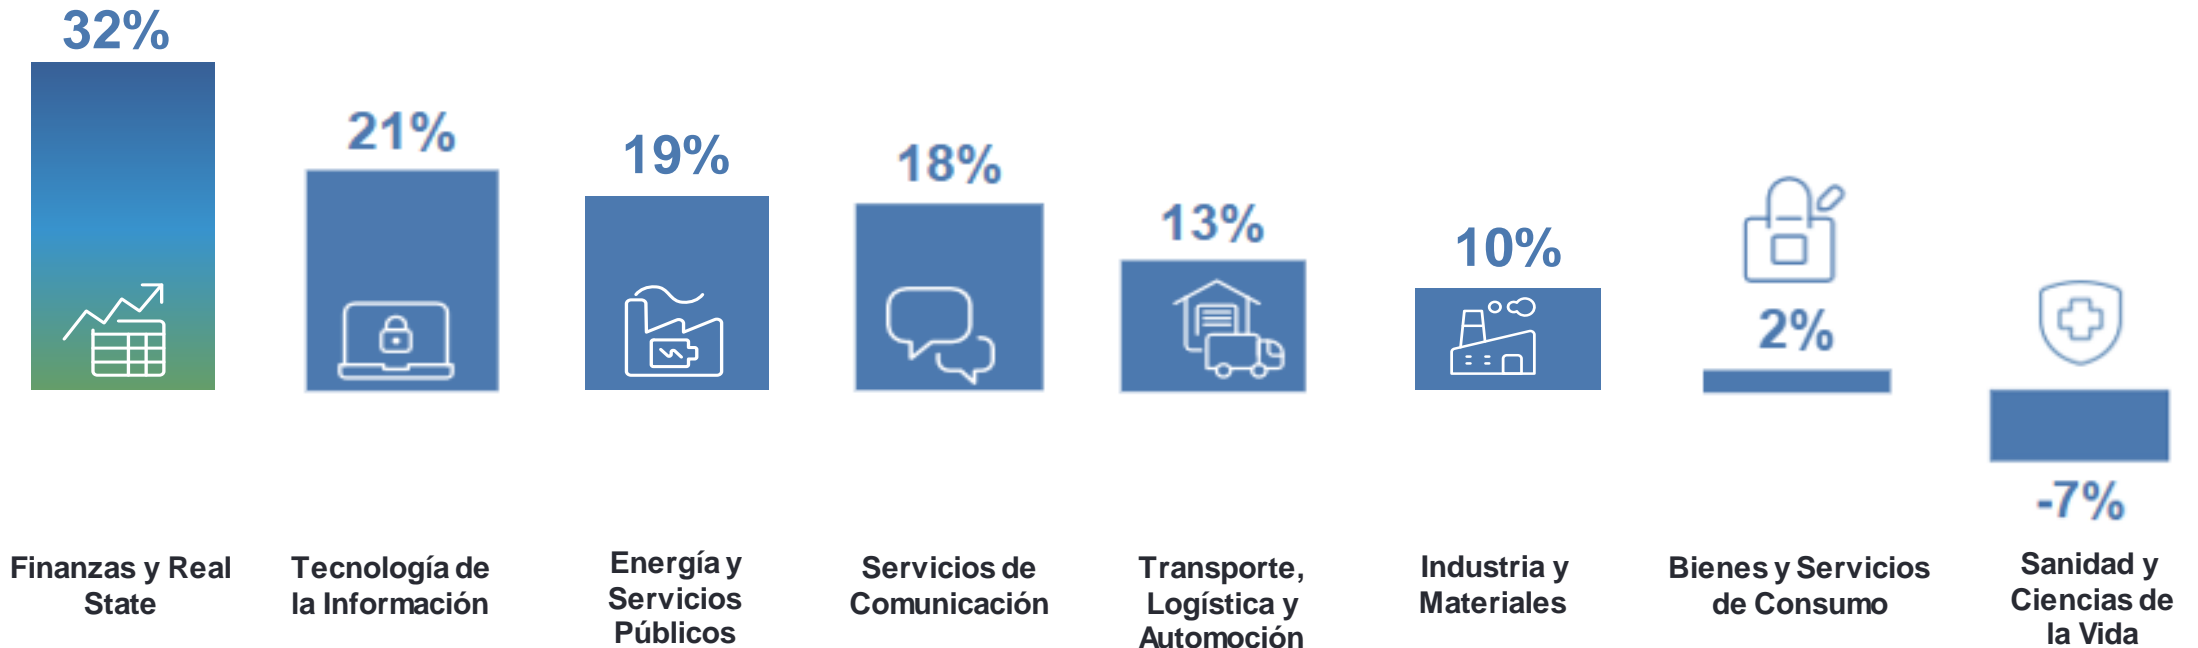 32%
21%
19%
18%
13%
10%
2%
-7%
Finanzas y Real
State
Tecnología de
la Información
Energía y
Servicios
Públicos
Servicios de
Comunicación
Transporte,
Logística y
Automoción
Industria y
Materiales
Bienes y Servicios
de Consumo
Sanidad y
Ciencias de
la Vida